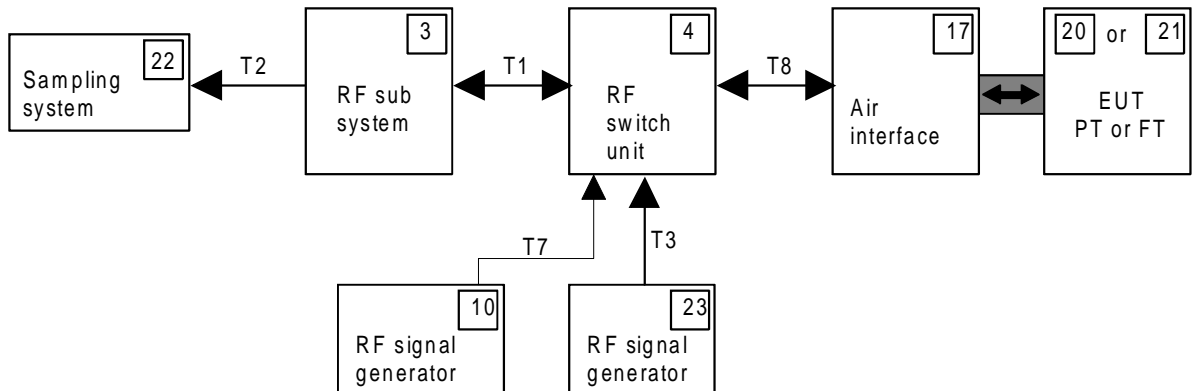 22
Sampling
system
T2
3
RF sub
system
T1
4
RF
switch
unit
T8
17
Air
interface
20 or 21
EUT
PT or FT
T7
T3
10
RF signal
generator
23
RF signal
generator